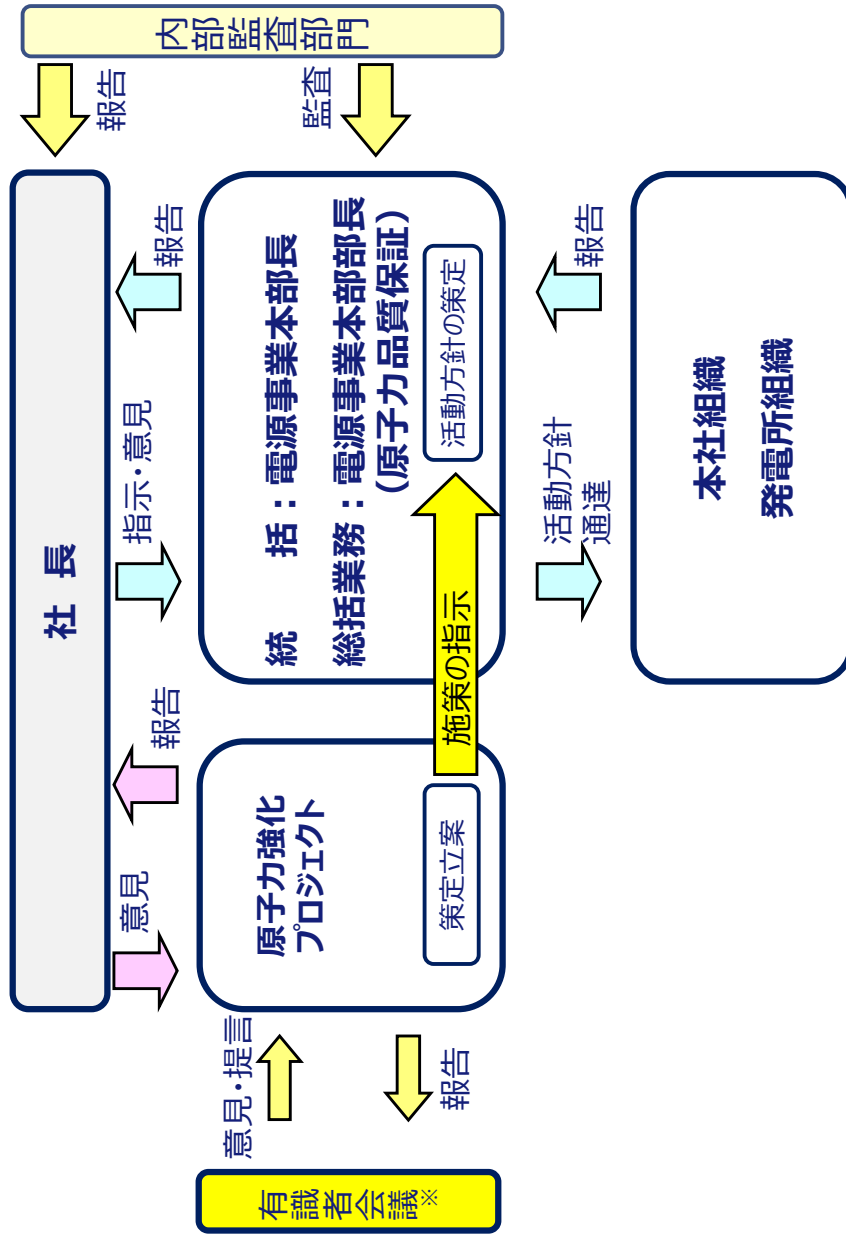 社 長
意見
報告
指示・意見
報告
報告
内部監査部門
監査
有識者会議※
意見・提言
報告
原子力強化
プロジェクト
策定立案
施策の指示
統　　括：電源事業本部長
総括業務：電源事業本部部長
（原子力品質保証）
活動方針の策定
活動方針
通達
報告
本社組織
発電所組織